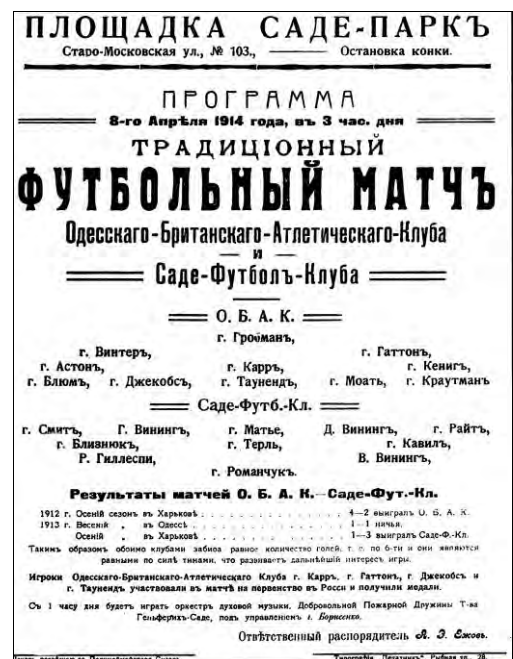 ПЛОЩАДКА САДЕ-ПАРКЪ
Старо-Московская ул., № 103., Остановка конки.
ПРОГРАММА
8-го Апрѣля 1914 года, въ 3 час. дня
ТРАДИЦІОННЫЙ
ФУТБОЛЬНЫЙ МАТЧЪ
Одесскаго-Британскаго-Атлетическаго-Клуба
— И —
Саде-Футболъ-Клуба
О. Б. А. К.
г. Гройман,
г. Винтеръ, г. Гаттонъ,
г. Астонъ, г. Карръ, г. Кенигъ,
г. Блюмъ, г. Джекобсъ, г. Таунендъ, г. Моатъ, г. Краутманъ
Саде-Футб.-Кл.
г. Смитъ, Г. Винингъ, г. Матье, Д. Винингъ, г. Райтъ,
г. Близнюкъ, г. Терль, г. Кавилъ,
Р. Гиллеспи, В. Винингъ,
г. Романчукъ.
Результаты матчей О. Б. А. К.—Саде-Фут.-Кл.
1912 г. Осеній сезонъ въ Харьковѣ . . . 4—2 выигралъ О. Б. А. К.
1913 г. Весеній „ въ Одессѣ . . . 1—1 ничья.
Осеній „ въ Харьковѣ . . . 1—3 выигралъ Саде-Ф.-Кл.
Такимъ образомъ обоими клубами забито равное количество голей, т. е. по 6-ти и они являются
равными по силѣ тимами, что развиваетъ дальнѣйшій интересъ игры.
Игроки Одесскаго-Британскаго-Атлетическаго Клуба г. Карръ, г. Гаттонъ, г. Джекобсъ и
г. Таунендъ участвовали въ матчѣ на первенство въ Россіи и получили медали.
Съ 1 часу дня будетъ играть оркестръ духовой музыки, Добровольной Пожарной Дружины Т-ва
Гельферихъ-Саде, подъ управленіемъ г. Борисенко.
Отвѣтственный распорядитель А. Э. Ежовъ.